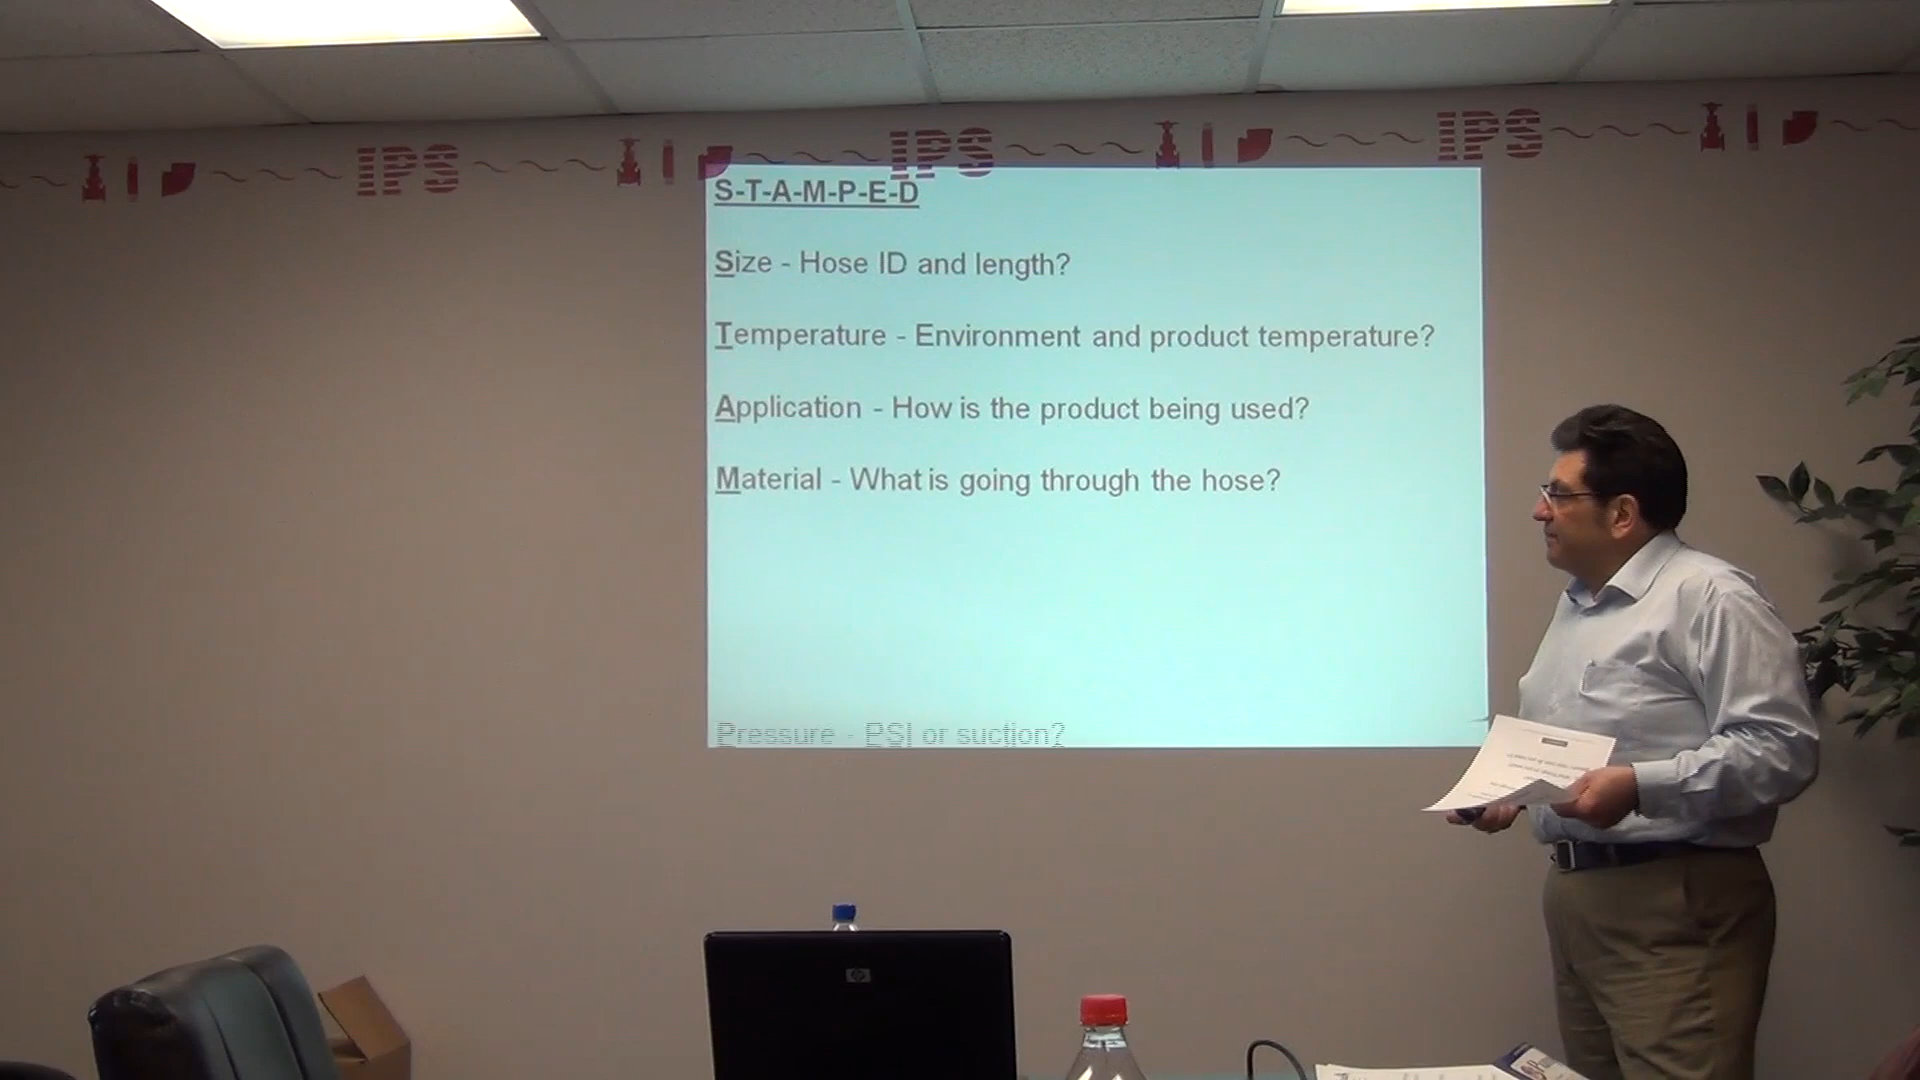 IPS IPS IPS
S-T-A-M-P-E-D
Size - Hose ID and length?
Temperature - Environment and product temperature?
Application - How is the product being used?
Material - What is going through the hose?
Pressure - PSI or suction?
hp